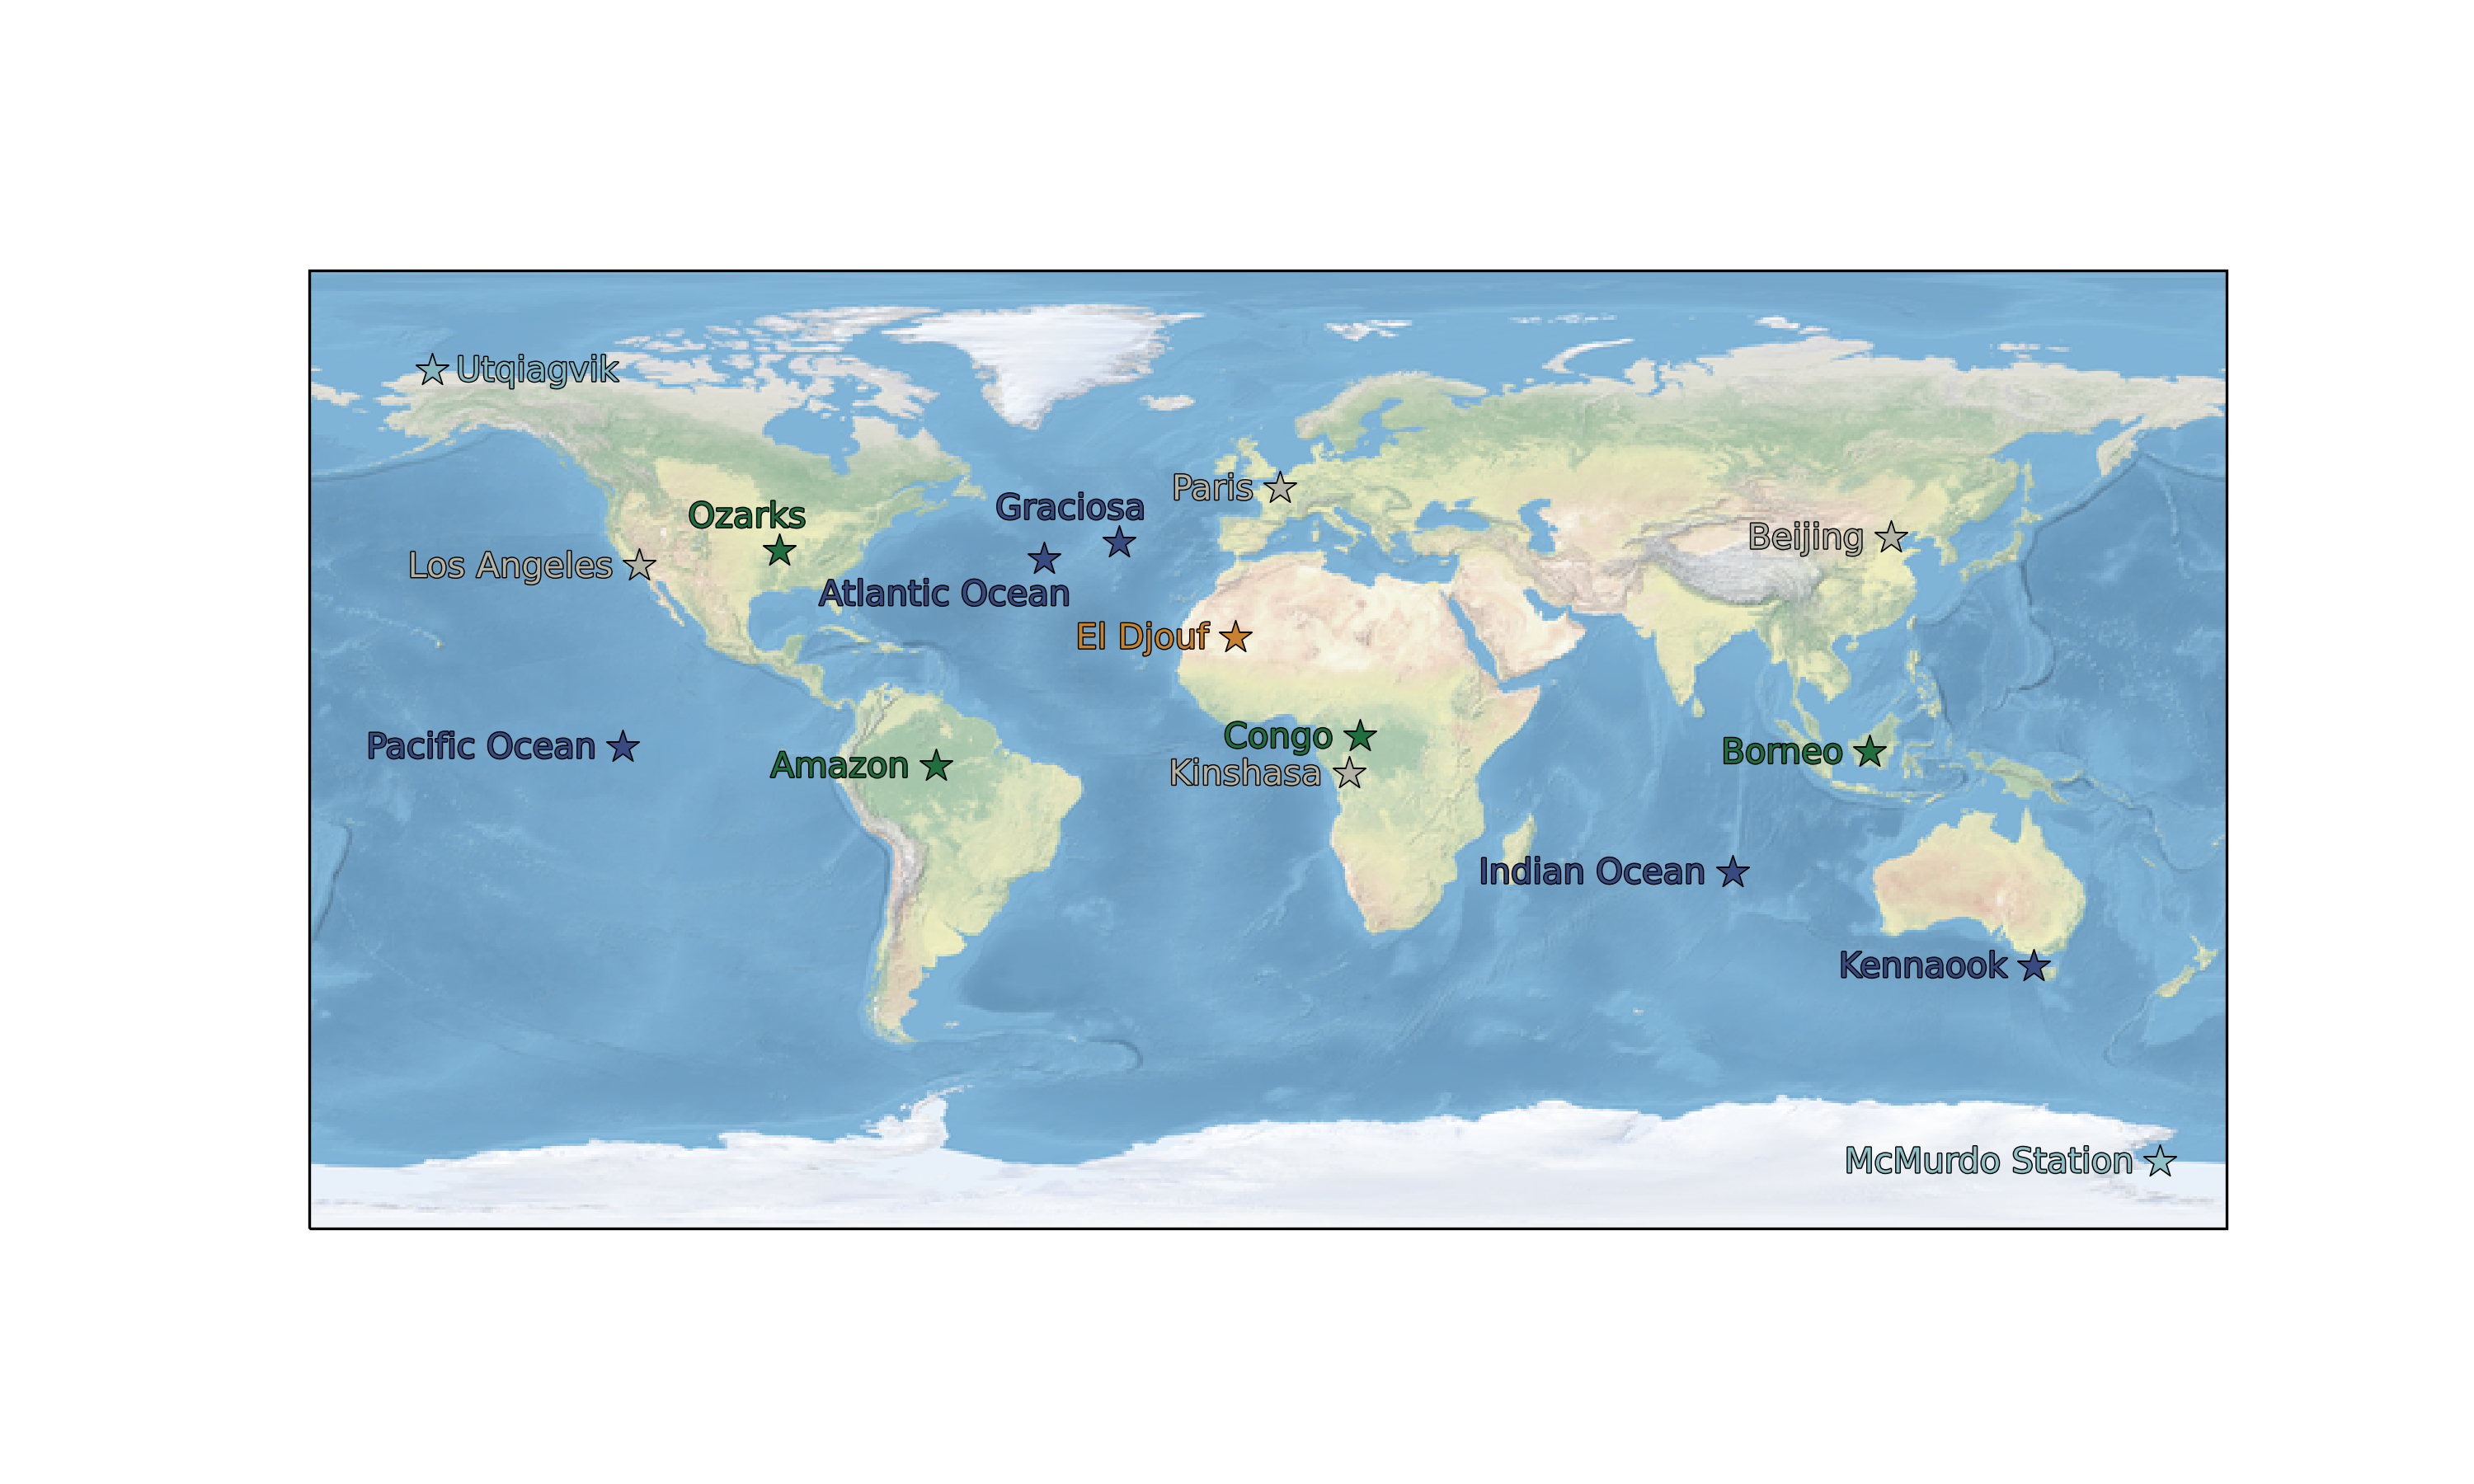 Utqiagvik
Paris
Graciosa
Ozarks
Beijing
Los Angeles
Atlantic Ocean
El Djouf
Congo
Pacific Ocean
Borneo
Amazon
Kinshasa
Indian Ocean
Kennaook
McMurdo Station